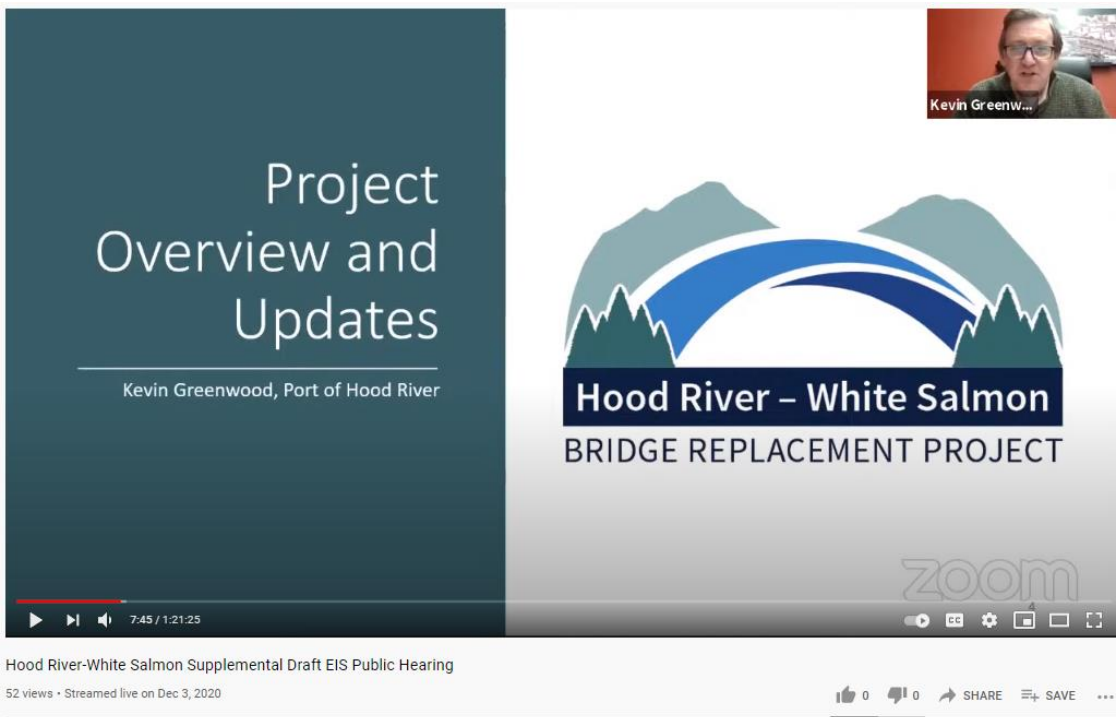 Project
Overview and
Updates
Kevin Greenwood, Port of Hood River
Kevin Greenw...
Hood River – White Salmon
BRIDGE REPLACEMENT PROJECT
zoom
4
7:45 / 1:21:25
CC
Hood River-White Salmon Supplemental Draft EIS Public Hearing
52 views • Streamed live on Dec 3, 2020
0
0
SHARE
SAVE